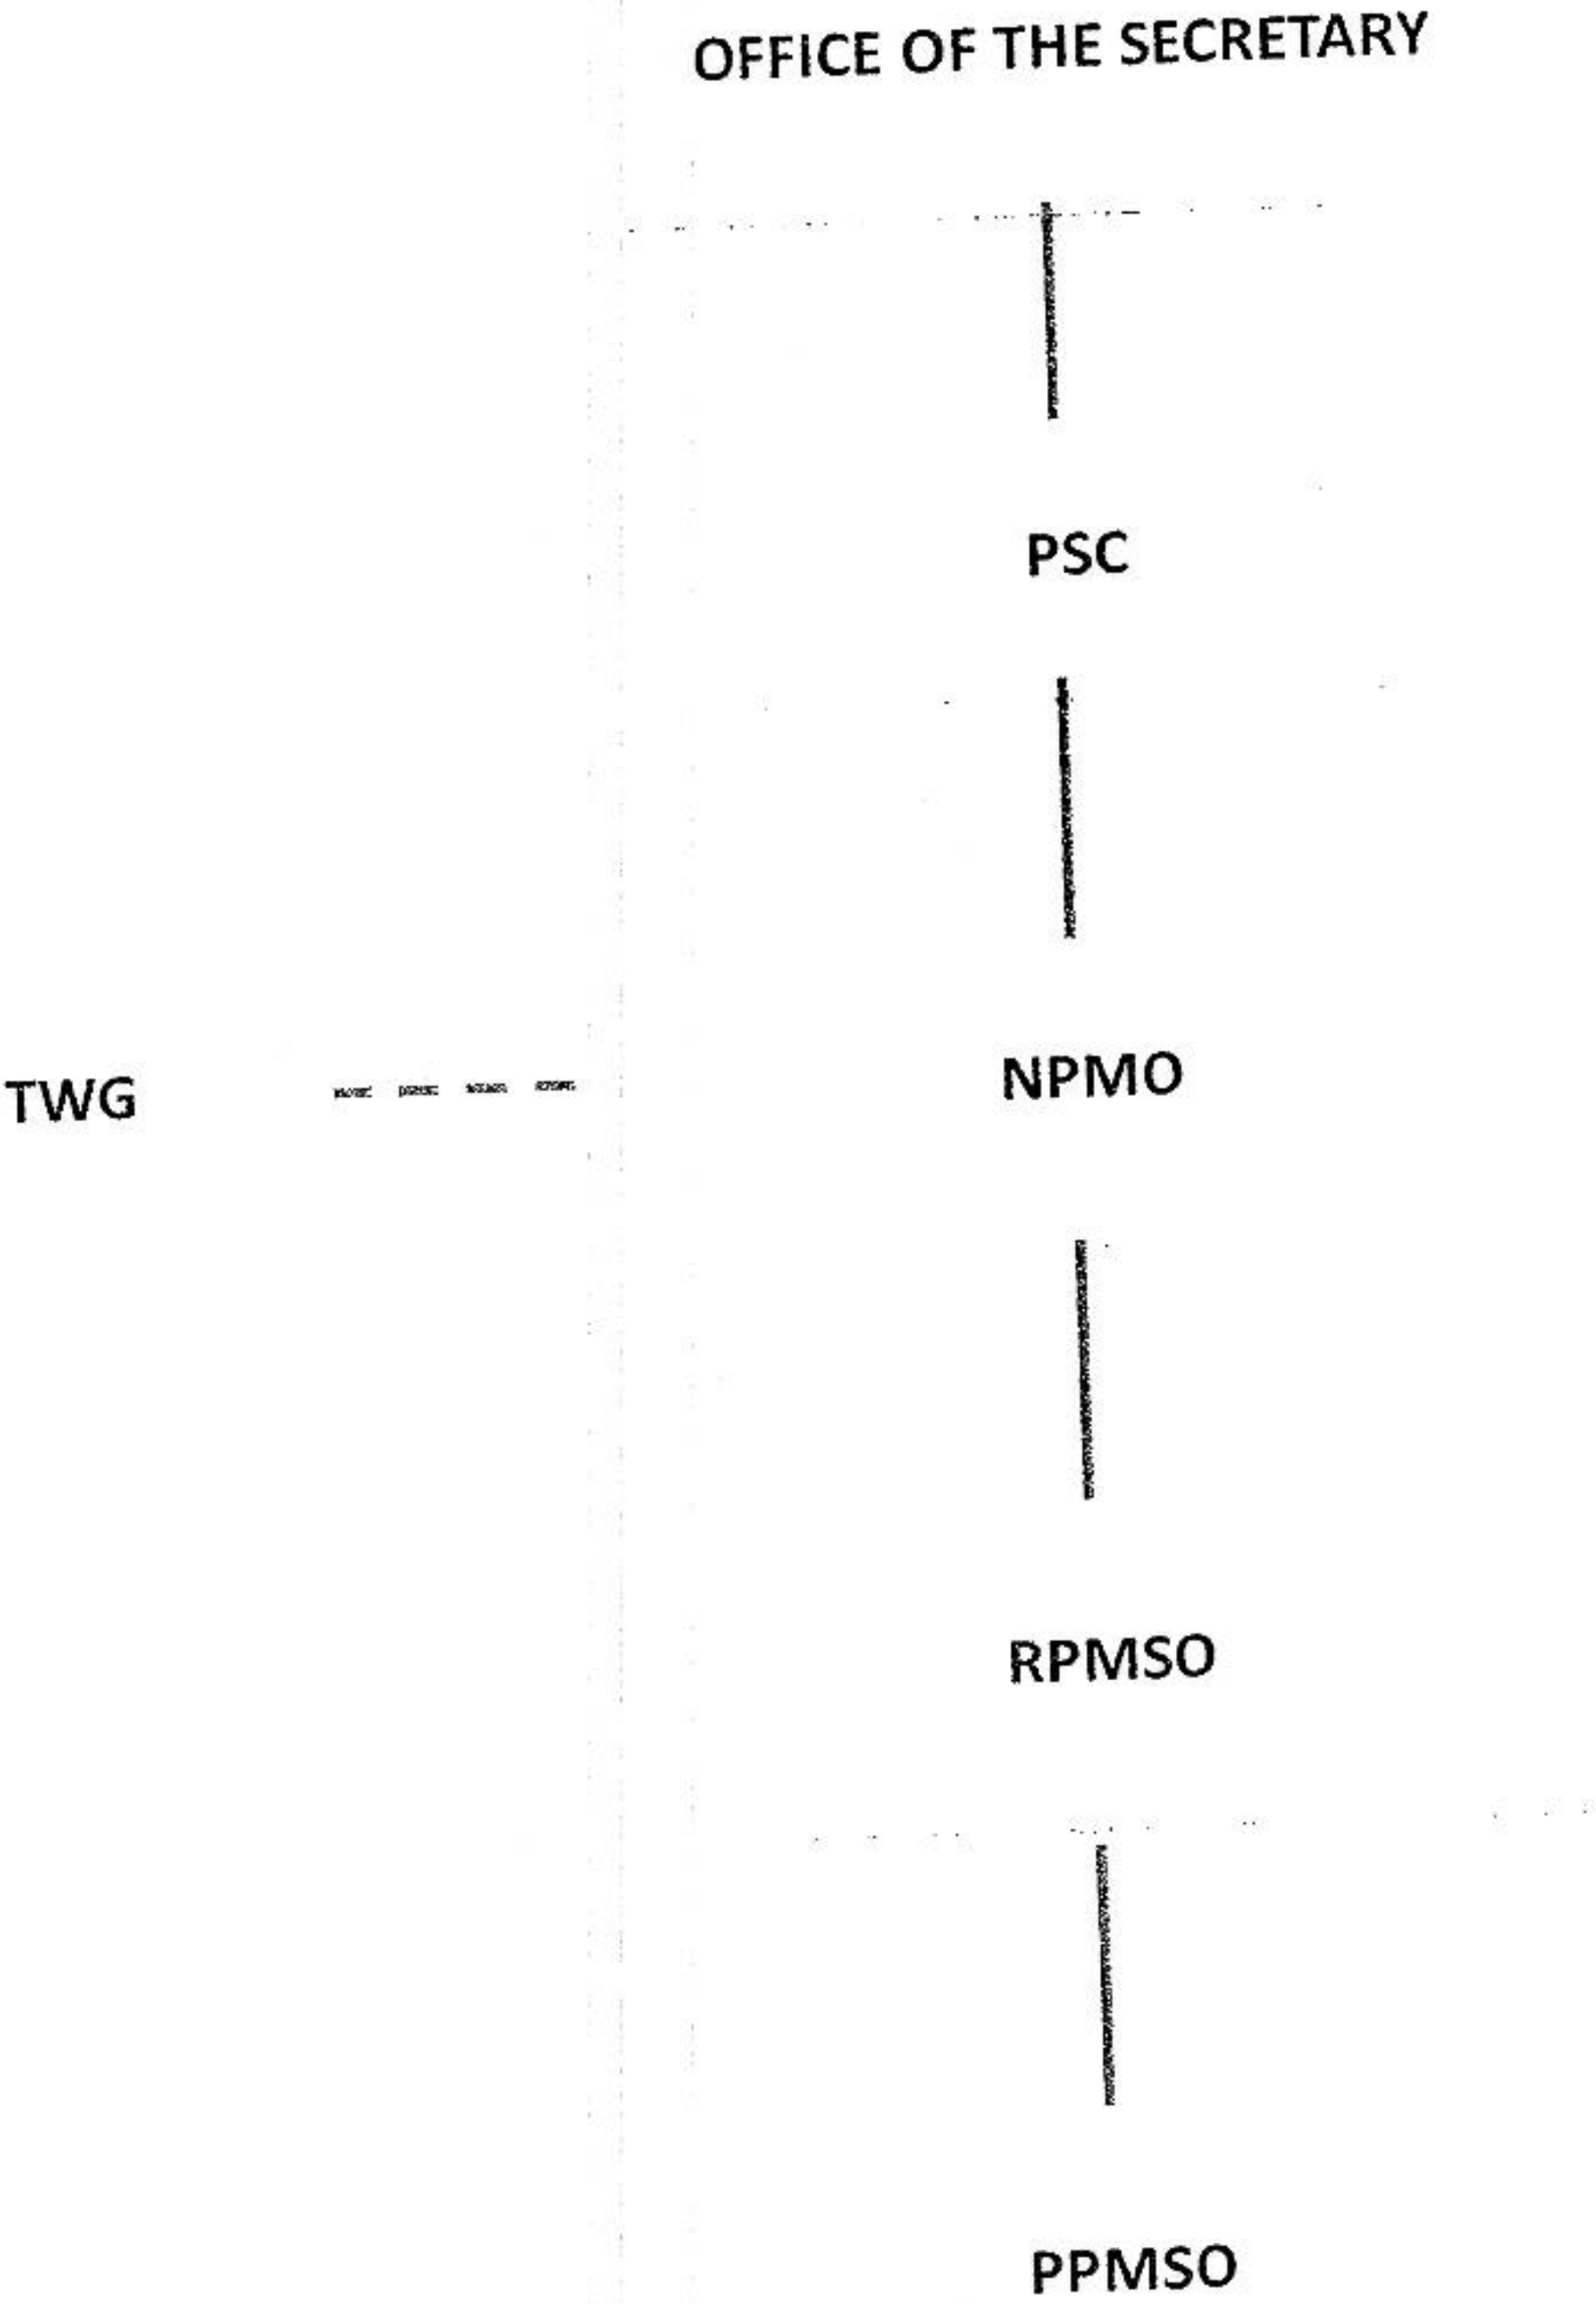 OFFICE OF THE SECRETARY
PSC
TWG
NPMO
RPMSO
PPMSO